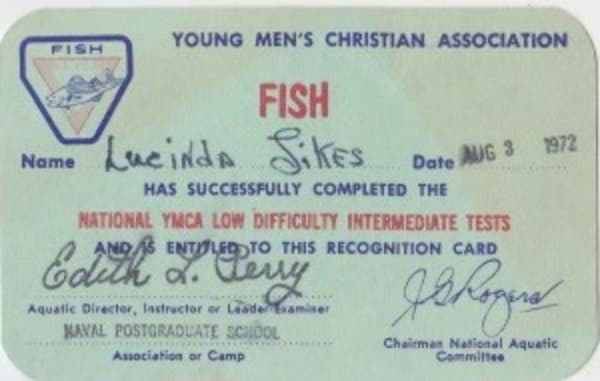 FISH
YOUNG MEN'S CHRISTIAN ASSOCIATION
FISH
Name Lucinda Sikes Date AUG 3 1972
HAS SUCCESSFULLY COMPLETED THE
NATIONAL YMCA LOW DIFFICULTY INTERMEDIATE TESTS
AND IS ENTITLED TO THIS RECOGNITION CARD
Edith L. Perry
Aquatic Director, Instructor or Leader Examiner
NAVAL POSTGRADUATE SCHOOL
Association or Camp
Chairman National Aquatic
Committee